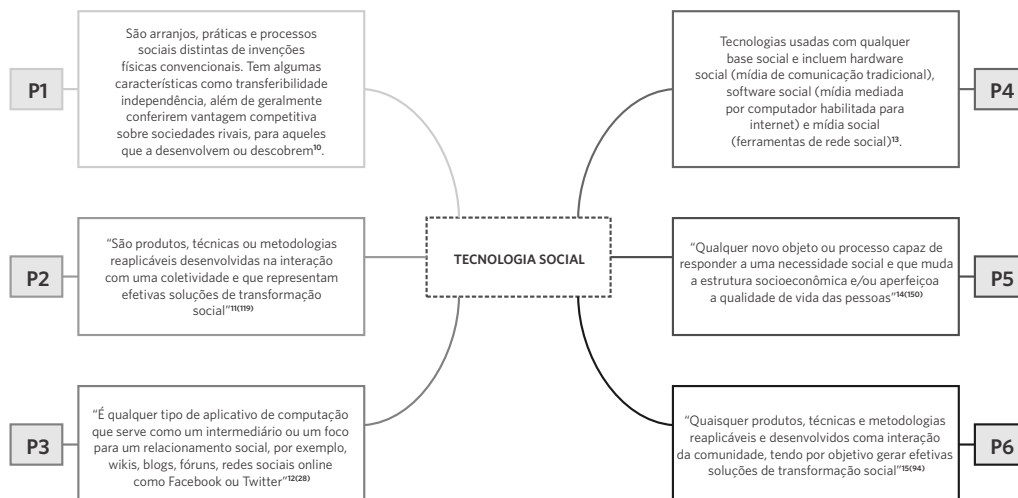 P1
São arranjos, práticas e processos
sociais distintas de invenções
físicas convencionais. Tem algumas
características como transferibilidade
independência, além de geralmente
conferirem vantagem competitiva
sobre sociedades rivais, para aqueles
que a desenvolvem ou descobrem¹⁰.
P2
“São produtos, técnicas ou metodologias
reaplicáveis desenvolvidas na interação
com uma coletividade e que representam
efetivas soluções de transformação
social”¹¹⁽¹¹⁹⁾
P3
“É qualquer tipo de aplicativo de computação
que serve como um intermediário ou um foco
para um relacionamento social, por exemplo,
wikis, blogs, fóruns, redes sociais online
como Facebook ou Twitter”¹²⁽²⁸⁾
TECNOLOGIA SOCIAL
Tecnologias usadas com qualquer
base social e incluem hardware
social (mídia de comunicação tradicional),
software social (mídia mediada
por computador habilitada para
internet) e mídia social
(ferramentas de rede social)¹³.
P4
“Qualquer novo objeto ou processo capaz de
responder a uma necessidade social e que muda
a estrutura socioeconômica e/ou aperfeiçoa
a qualidade de vida das pessoas”¹⁴⁽¹⁵⁰⁾
P5
“Quaisquer produtos, técnicas e metodologias
reaplicáveis e desenvolvidos coma interação
da comunidade, tendo por objetivo gerar efetivas
soluções de transformação social”¹⁵⁽⁹⁴⁾
P6